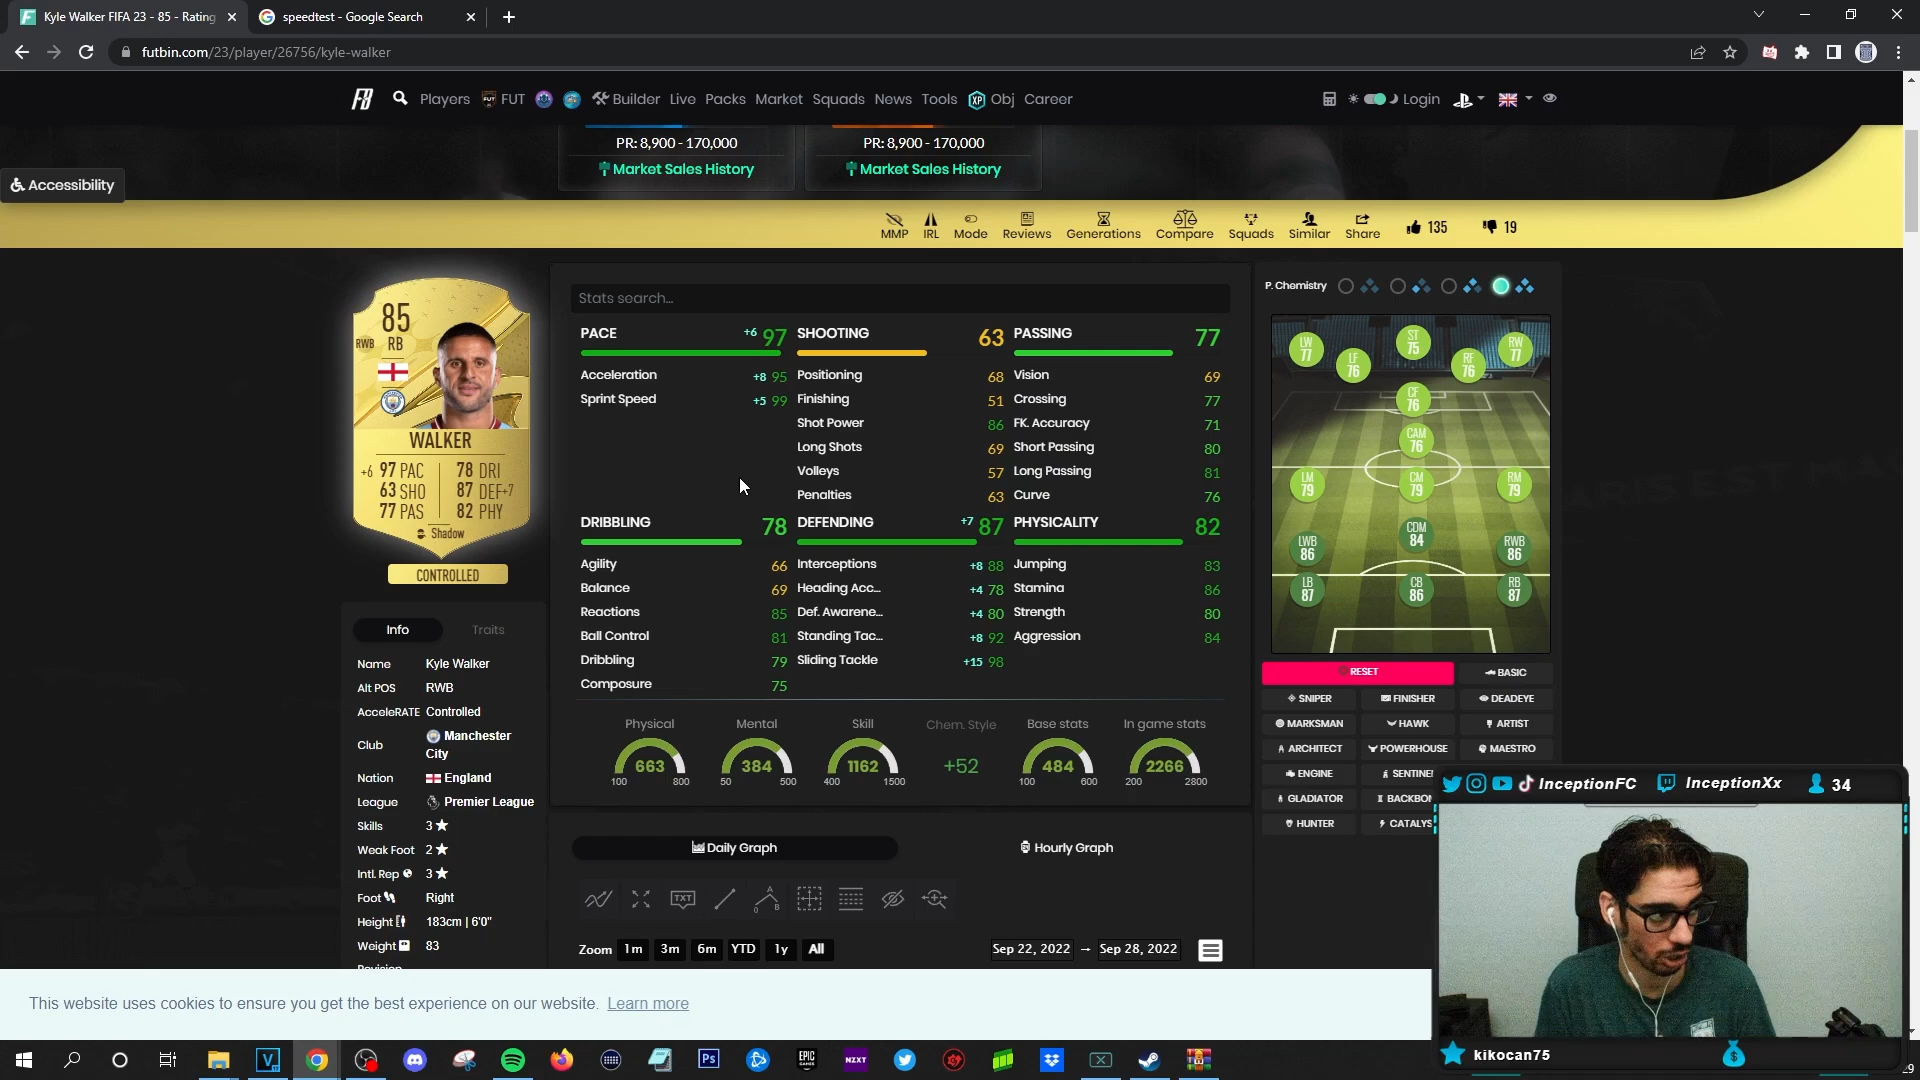 Kyle Walker FIFA 23 - 85 - Rating
speedtest - Google Search
futbin.com/23/player/26756/kyle-walker
Players FUT Builder Live Packs Market Squads News Tools XP Obj Career Login
PR: 8,900 - 170,000
Market Sales History
PR: 8,900 - 170,000
Market Sales History
Accessibility
MMP IRL Mode Reviews Generations Compare Squads Similar Share 135 19
85
RWB RB
WALKER
+6 97 PAC 78 DRI
63 SHO 87 DEF+7
77 PAS 82 PHY
Shadow
CONTROLLED
Info Traits
Name Kyle Walker
Alt POS RWB
AcceleRATE Controlled
Club Manchester City
Nation England
League Premier League
Skills 3
Weak Foot 2
Intl. Rep 3
Foot Right
Height 183cm | 6'0"
Weight 83
Stats search...
PACE +6 97
Acceleration +8 95
Sprint Speed +5 99
SHOOTING 63
Positioning 68
Finishing 51
Shot Power 86
Long Shots 69
Volleys 57
Penalties 63
PASSING 77
Vision 69
Crossing 77
FK. Accuracy 71
Short Passing 80
Long Passing 81
Curve 76
DRIBBLING 78
Agility 66
Balance 69
Reactions 85
Ball Control 81
Dribbling 79
Composure 75
DEFENDING +7 87
Interceptions +8 88
Heading Acc... +4 78
Def. Awarene... +4 80
Standing Tac... +8 92
Sliding Tackle +15 98
PHYSICALITY 82
Jumping 83
Stamina 86
Strength 80
Aggression 84
Physical Mental Skill Chem. Style Base stats In game stats
663 384 1162 +52 484 2266
100 800 50 500 400 1500 100 600 200 2800
Daily Graph Hourly Graph
TXT
Zoom 1m 3m 6m YTD 1y All Sep 22, 2022 → Sep 28, 2022
P. Chemistry
LW 77
ST 75
RW 77
LF 76
RF 76
CF 76
CAM 76
LM 79
CM 79
RM 79
CDM 84
LWB 86
RWB 86
LB 87
CB 86
RB 87
RESET BASIC
SNIPER FINISHER DEADEYE
MARKSMAN HAWK ARTIST
ARCHITECT POWERHOUSE MAESTRO
ENGINE SENTINE
GLADIATOR BACKBON
HUNTER CATALYS
InceptionFC InceptionXx 34
kikocan75
This website uses cookies to ensure you get the best experience on our website. Learn more
Ps
EPIC GAMES
NZXT